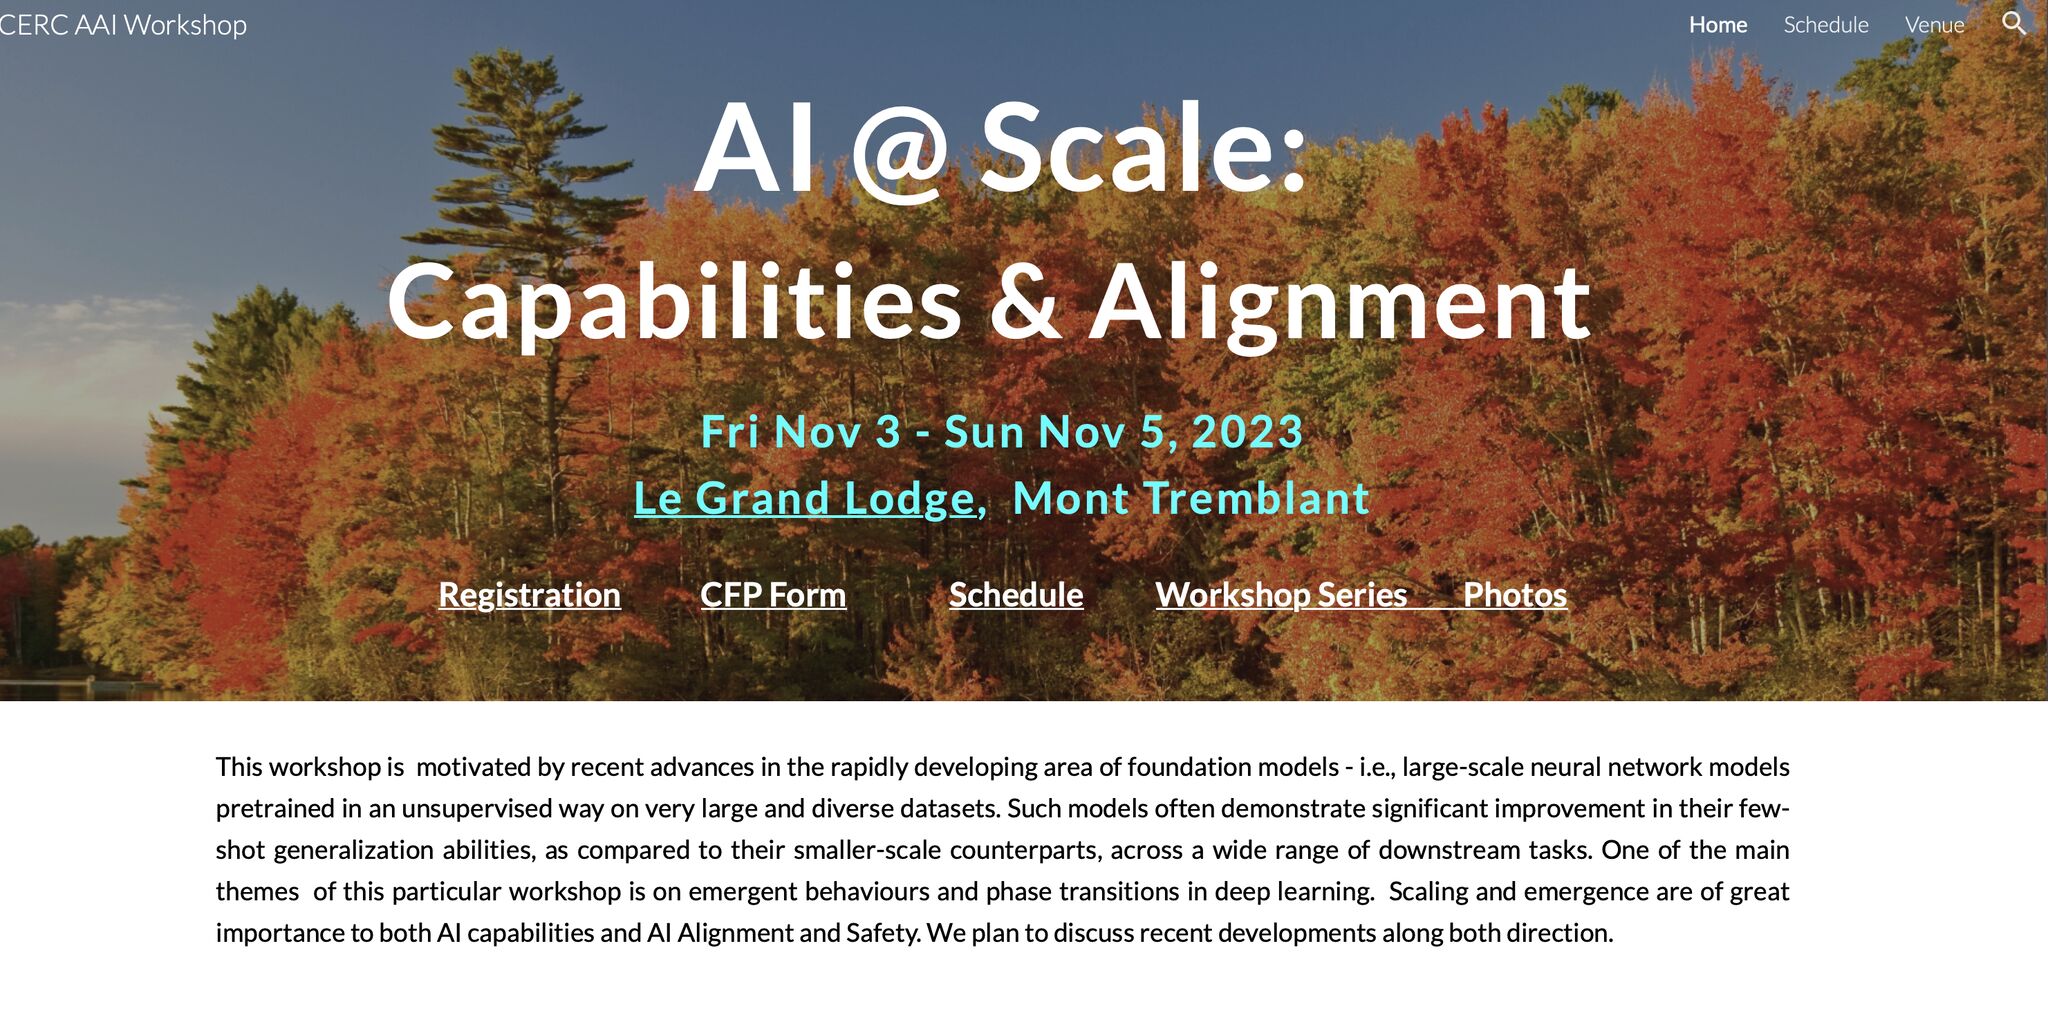 CERC AAI Workshop
Home Schedule Venue
AI @ Scale:
Capabilities & Alignment
Fri Nov 3 - Sun Nov 5, 2023
Le Grand Lodge, Mont Tremblant
Registration CFP Form Schedule Workshop Series Photos
This workshop is motivated by recent advances in the rapidly developing area of foundation models - i.e., large-scale neural network models
pretrained in an unsupervised way on very large and diverse datasets. Such models often demonstrate significant improvement in their few-
shot generalization abilities, as compared to their smaller-scale counterparts, across a wide range of downstream tasks. One of the main
themes of this particular workshop is on emergent behaviours and phase transitions in deep learning. Scaling and emergence are of great
importance to both AI capabilities and AI Alignment and Safety. We plan to discuss recent developments along both direction.